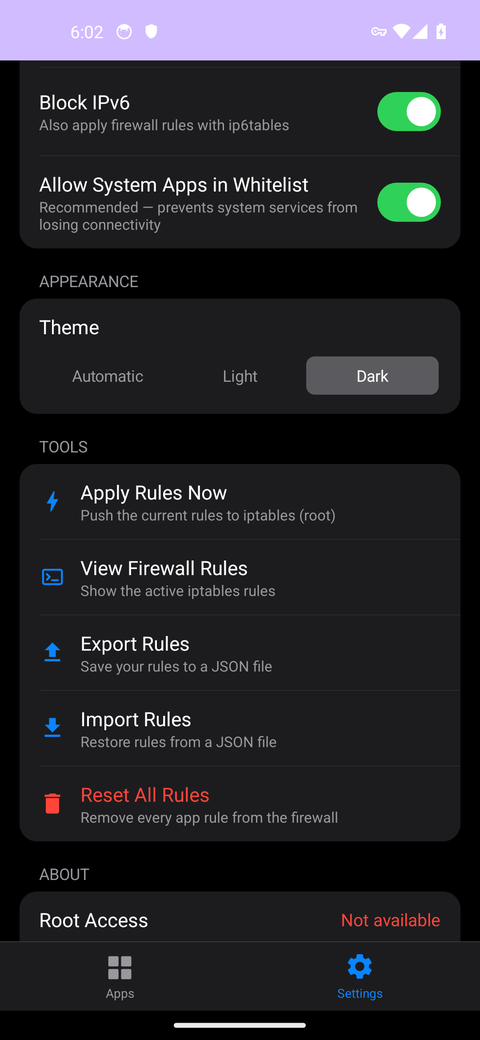 6:02
Block IPv6
Also apply firewall rules with ip6tables
Allow System Apps in Whitelist
Recommended — prevents system services from
losing connectivity
APPEARANCE
Theme
Automatic
Light
Dark
TOOLS
Apply Rules Now
Push the current rules to iptables (root)
View Firewall Rules
Show the active iptables rules
Export Rules
Save your rules to a JSON file
Import Rules
Restore rules from a JSON file
Reset All Rules
Remove every app rule from the firewall
ABOUT
Root Access
Not available
Apps
Settings